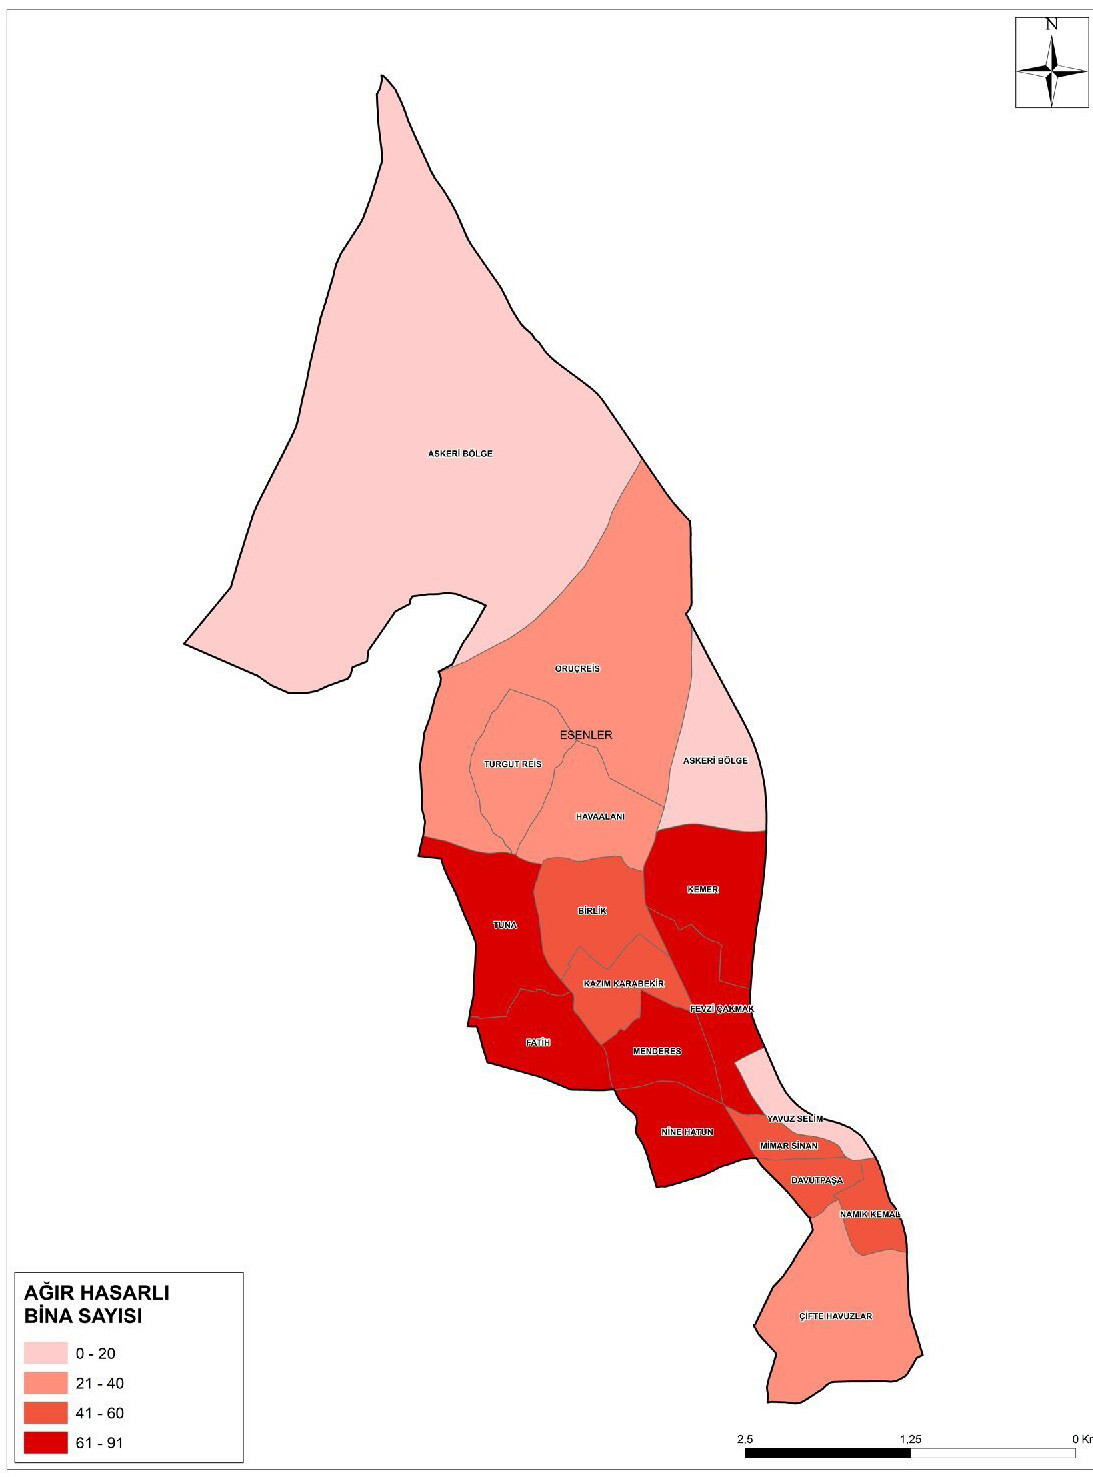 N
ASKERİ BÖLGE
ORUÇREİS
ESENLER
TURGUT REİS
ASKERİ BÖLGE
HAVAALANI
KEMER
BİRLİK
TUNA
KAZIM KARABEKİR
FEVZİ ÇAKMAK
FATİH
MENDERES
YAVUZ SELİM
NİNE HATUN
MİMAR SİNAN
DAVUTPAŞA
NAMIK KEMAL
ÇİFTE HAVUZLAR
AĞIR HASARLI
BİNA SAYISI
0 - 20
21 - 40
41 - 60
61 - 91
2,5 1,25 0 Km